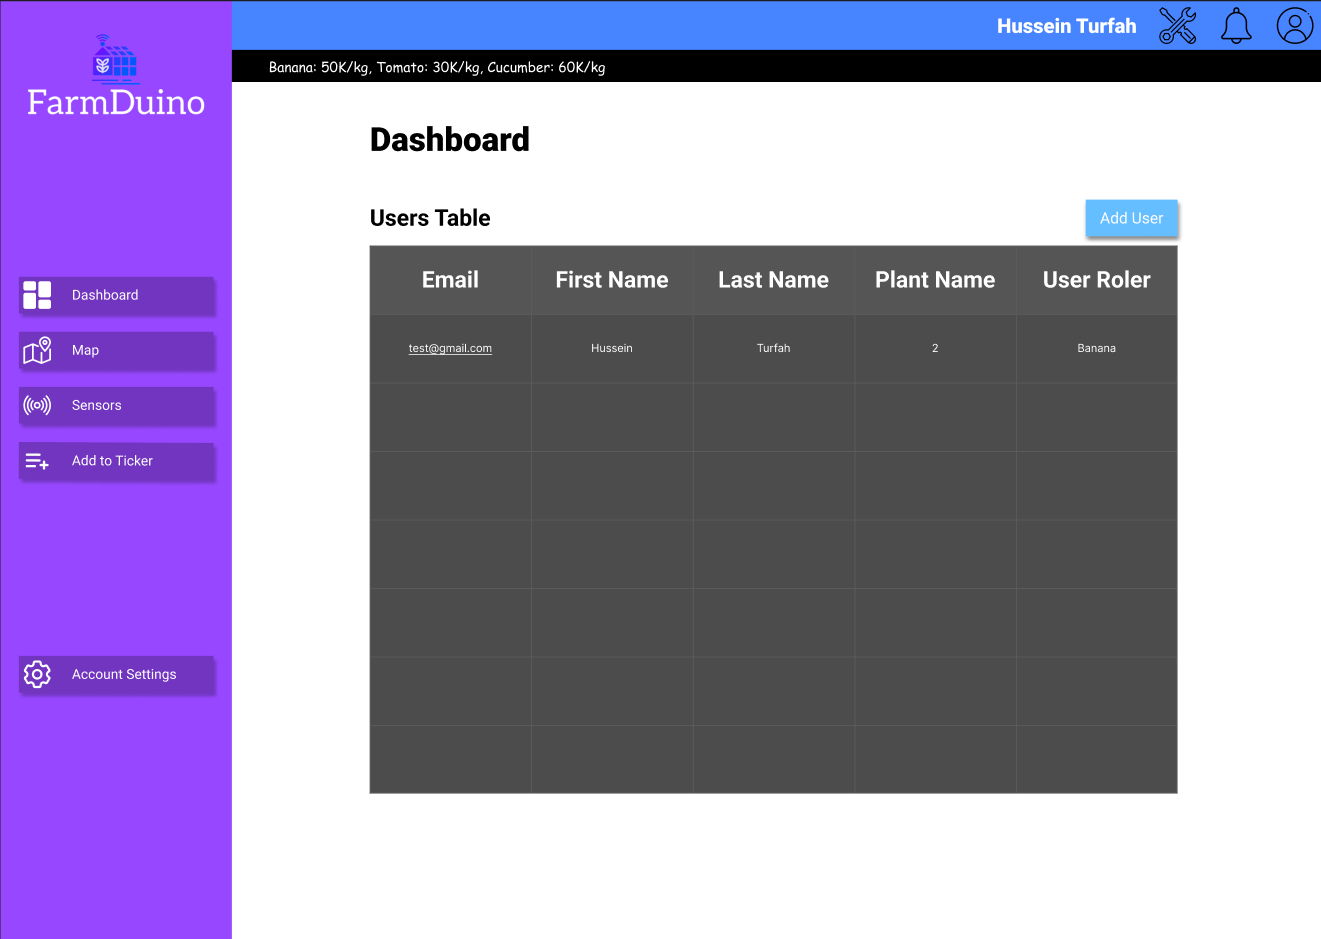 FarmDuino
Hussein Turfah
Banana: 50K/kg, Tomato: 30K/kg, Cucumber: 60K/kg
Dashboard
Users Table
Add User
Email First Name Last Name Plant Name User Roler
test@gmail.com Hussein Turfah 2 Banana
Dashboard
Map
Sensors
Add to Ticker
Account Settings